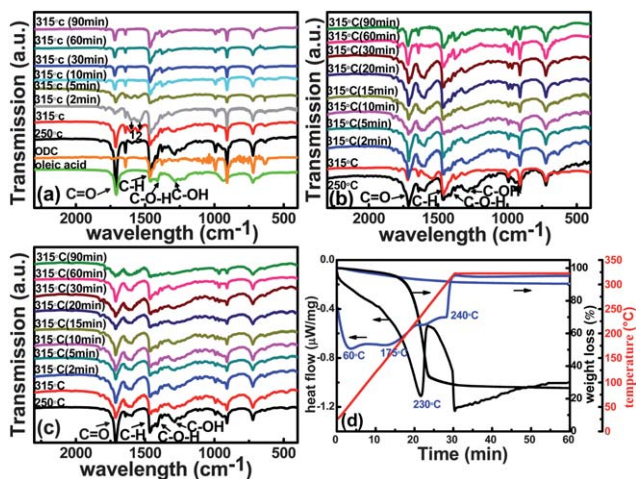 315°c (90min)
315°c (60min)
315°c (30min)
315°c (10min)
315°c (5min)
315°c (2min)
315°c
12
250°c
ODC
oleic acid
(a)
C=O
C-H
C-O-H
C-OH
2000 1500 1000 500
wavelength (cm-1)
Transmission (a.u.)
315°C(90min)
315°C(60min)
315°C(30min)
315°C(20min)
315°C(15min)
315°C(10min)
315°C(5min)
315°C(2min)
315°C
250°C
(b)
C=O
C-H
C-O-H
C-OH
2000 1500 1000 500
wavelength (cm-1)
Transmission (a.u.)
315°C(90min)
315°C(60min)
315°C(30min)
315°C(20min)
315°C(15min)
315°C(10min)
315°C(5min)
315°C(2min)
315°C
250°C
(c)
C=O
C-H
C-O-H
C-OH
2000 1500 1000 500
wavelength (cm-1)
Transmission (a.u.)
0.0
-0.4
-0.8
-1.2
heat flow (μW/mg)
60°C
175°C
240°C
230°C
(d)
0 10 20 30 40 50 60
Time (min)
100
80
60
40
20
0
weight loss (%)
350
300
250
200
150
100
50
0
temperature (°C)